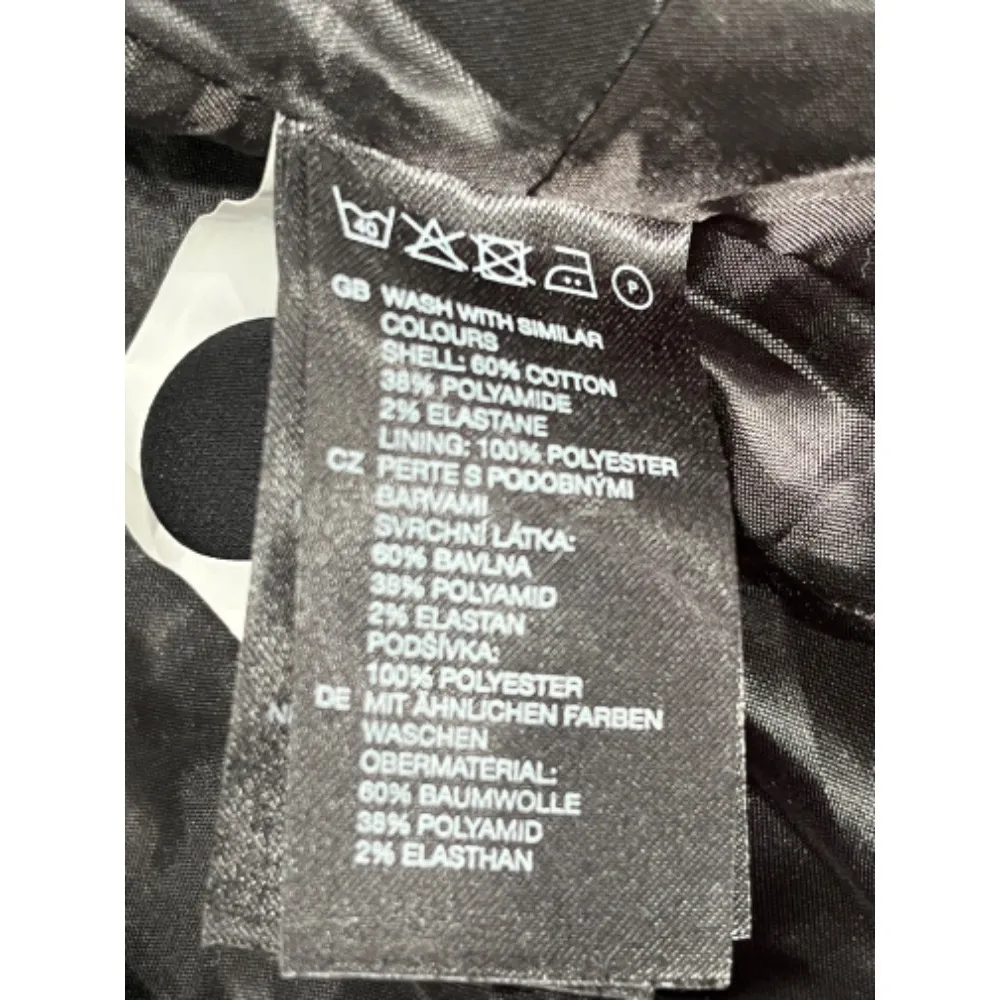 40
P
GB WASH WITH SIMILAR
COLOURS
SHELL: 60% COTTON
38% POLYAMIDE
2% ELASTANE
LINING: 100% POLYESTER
CZ PERTE S PODOBNÝMI
BARVAMI
SVRCHNÍ LÁTKA:
60% BAVLNA
38% POLYAMID
2% ELASTAN
PODŠÍVKA:
100% POLYESTER
DE MIT ÄHNLICHEN FARBEN
WASCHEN
OBERMATERIAL:
60% BAUMWOLLE
38% POLYAMID
2% ELASTHAN